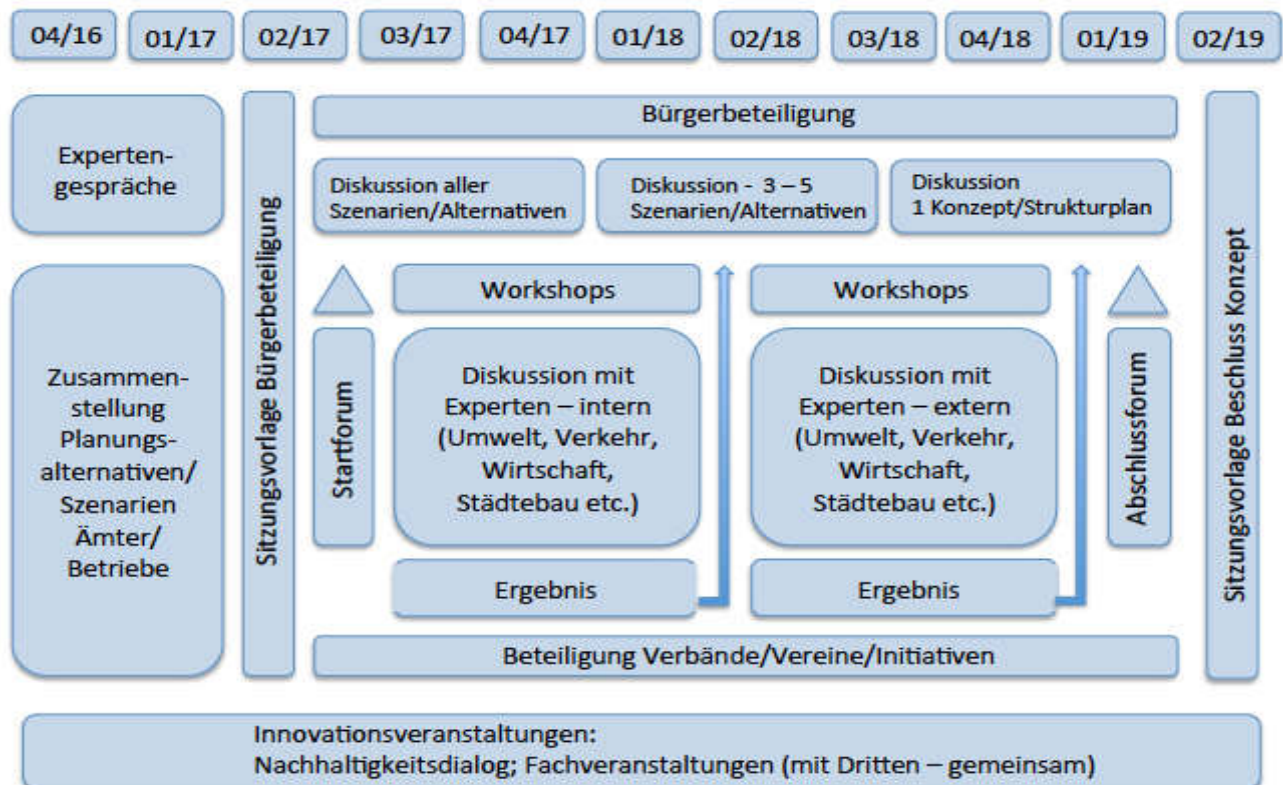 04/16 01/17 02/17 03/17 04/17 01/18 02/18 03/18 04/18 01/19 02/19
Experten-
gespräche
Zusammen-
stellung
Planungs-
alternativen/
Szenarien
Ämter/
Betriebe
Sitzungsvorlage Bürgerbeteiligung
Bürgerbeteiligung
Diskussion aller
Szenarien/Alternativen
Diskussion - 3 – 5
Szenarien/Alternativen
Diskussion
1 Konzept/Strukturplan
Startforum
Workshops
Diskussion mit
Experten – intern
(Umwelt, Verkehr,
Wirtschaft,
Städtebau etc.)
Ergebnis
Workshops
Diskussion mit
Experten – extern
(Umwelt, Verkehr,
Wirtschaft,
Städtebau etc.)
Ergebnis
Abschlussforum
Beteiligung Verbände/Vereine/Initiativen
Sitzungsvorlage Beschluss Konzept
Innovationsveranstaltungen:
Nachhaltigkeitsdialog; Fachveranstaltungen (mit Dritten – gemeinsam)